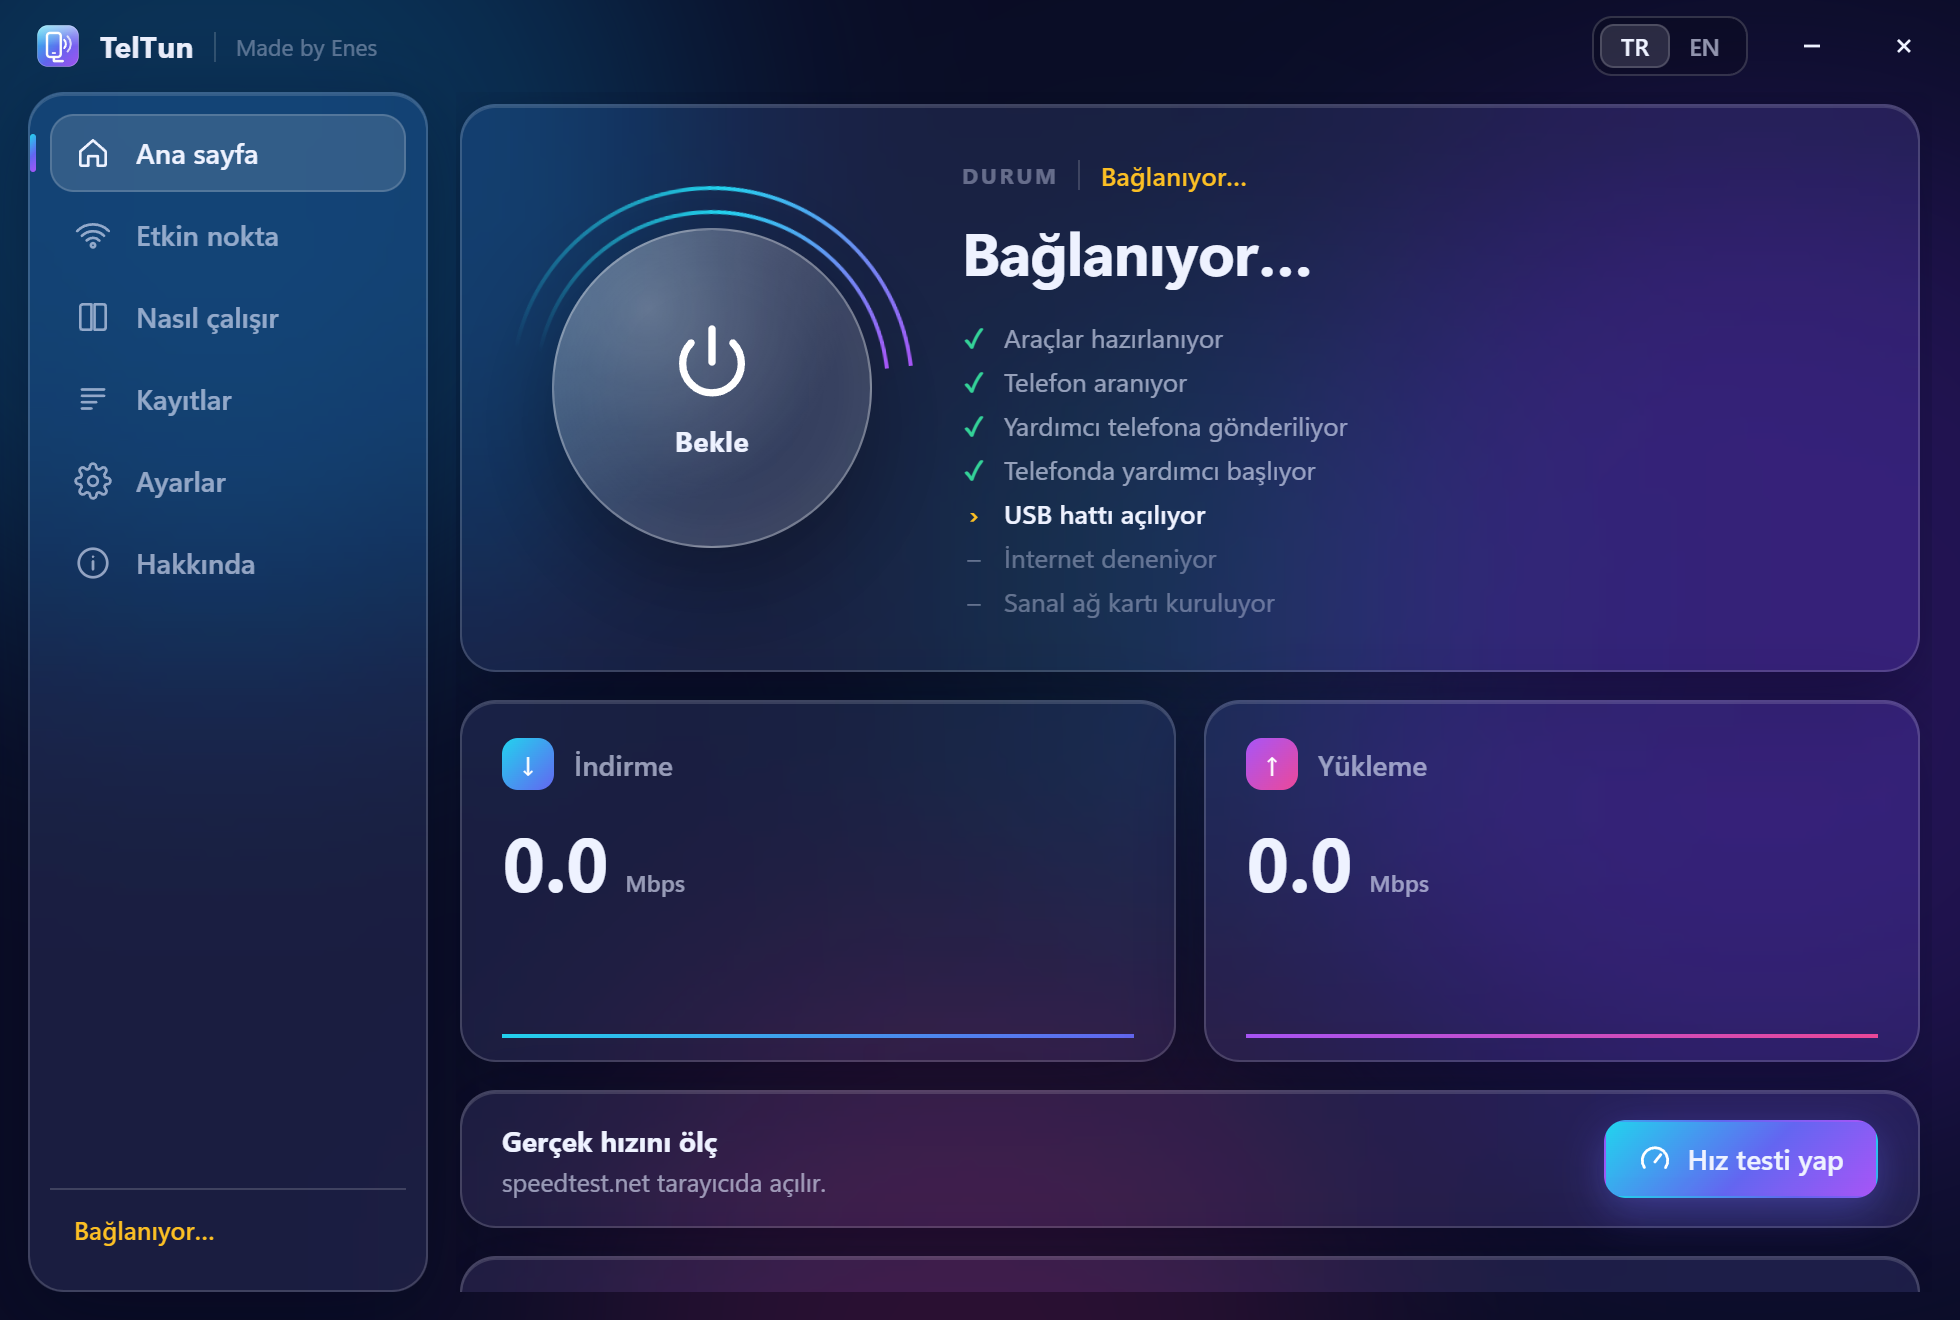 TelTun
Made by Enes
TR
EN
Ana sayfa
Etkin nokta
Nasıl çalışır
Kayıtlar
Ayarlar
Hakkında
Bağlanıyor...
Bekle
DURUM
Bağlanıyor...
Bağlanıyor...
Araçlar hazırlanıyor
Telefon aranıyor
Yardımcı telefona gönderiliyor
Telefonda yardımcı başlıyor
USB hattı açılıyor
İnternet deneniyor
Sanal ağ kartı kuruluyor
İndirme
0.0 Mbps
Yükleme
0.0 Mbps
Gerçek hızını ölç
speedtest.net tarayıcıda açılır.
Hız testi yap